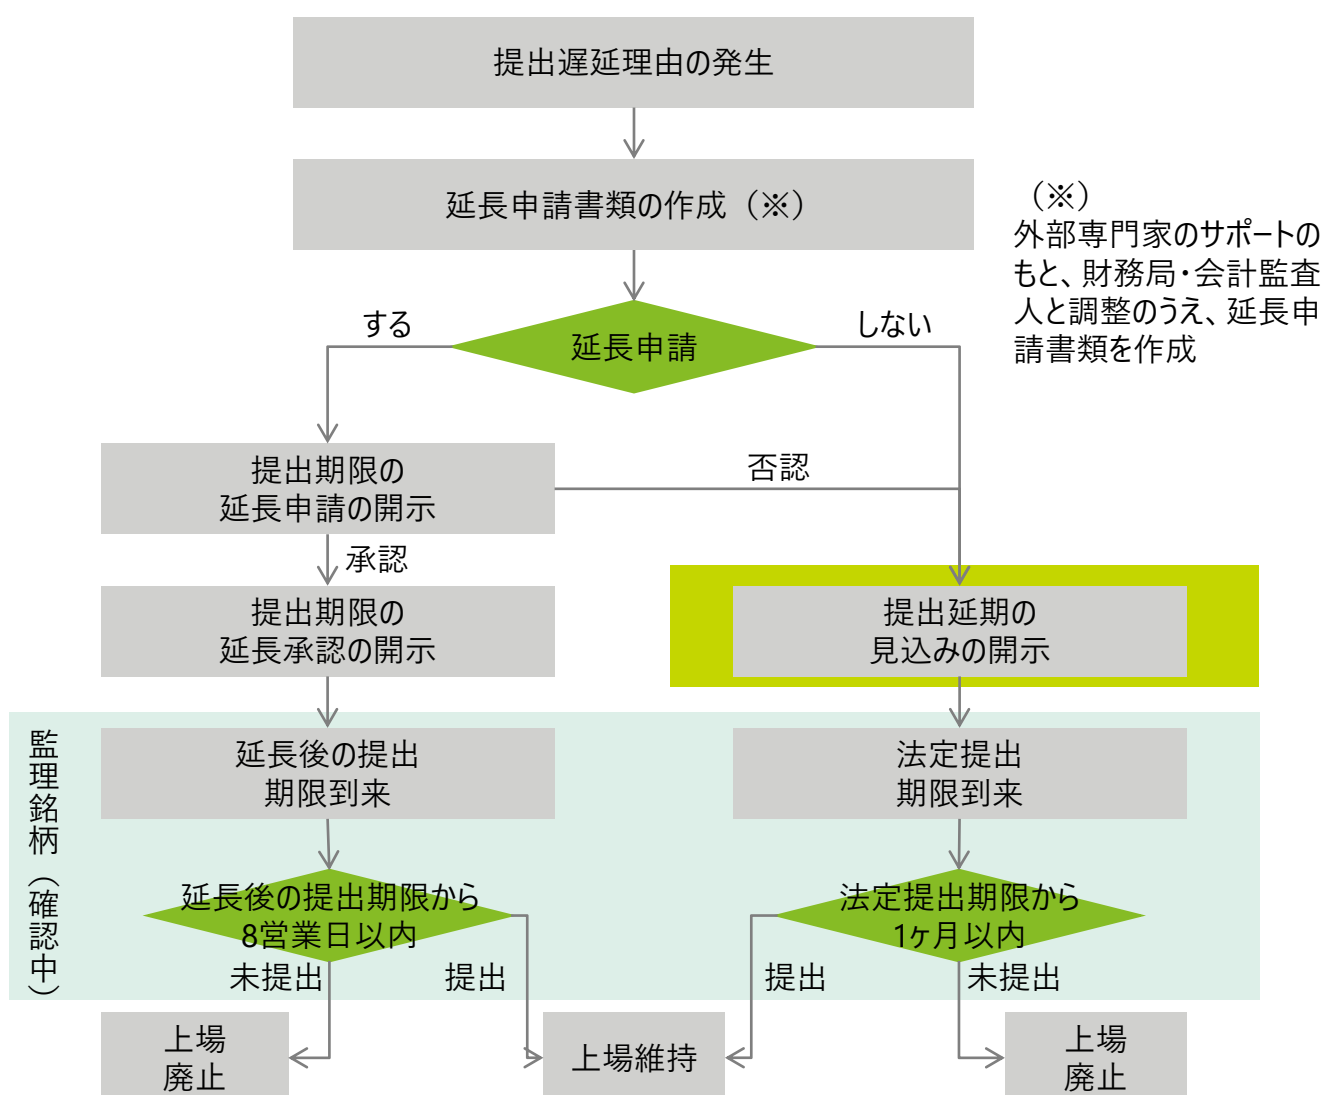 提出遅延理由の発生
延長申請書類の作成（※）
（※）
外部専門家のサポートの
もと、財務局・会計監査
人と調整のうえ、延長申
請書類を作成
する
延長申請
しない
提出期限の
延長申請の開示
否認
承認
提出期限の
延長承認の開示
提出延期の
見込みの開示
監理銘柄（確認中）
延長後の提出
期限到来
法定提出
期限到来
延長後の提出期限から
8営業日以内
法定提出期限から
1ヶ月以内
未提出
提出
提出
未提出
上場
廃止
上場維持
上場
廃止